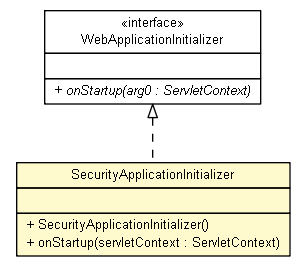 «interface»
WebApplicationInitializer
+ onStartup(arg0 : ServletContext)
SecurityApplicationInitializer
+ SecurityApplicationInitializer()
+ onStartup(servletContext : ServletContext)